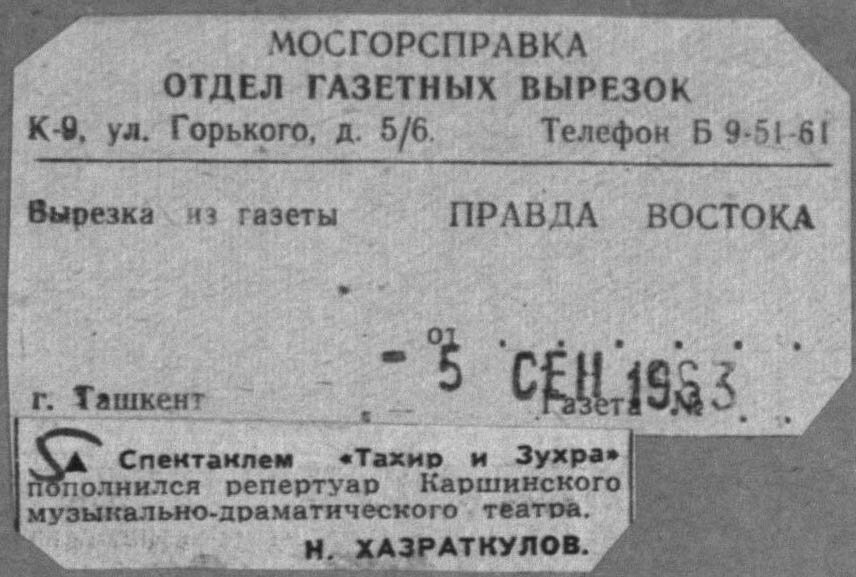 МОСГОРСПРАВКА
ОТДЕЛ ГАЗЕТНЫХ ВЫРЕЗОК
К-9, ул. Горького, д. 5/6. Телефон Б 9-51-61
Вырезка из газеты ПРАВДА ВОСТОКА
от
- 5 СЕН 1963
г. Ташкент Газета №
▲ Спектаклем «Тахир и Зухра»
пополнился репертуар Каршинского
музыкально-драматического театра.
Н. ХАЗРАТКУЛОВ.